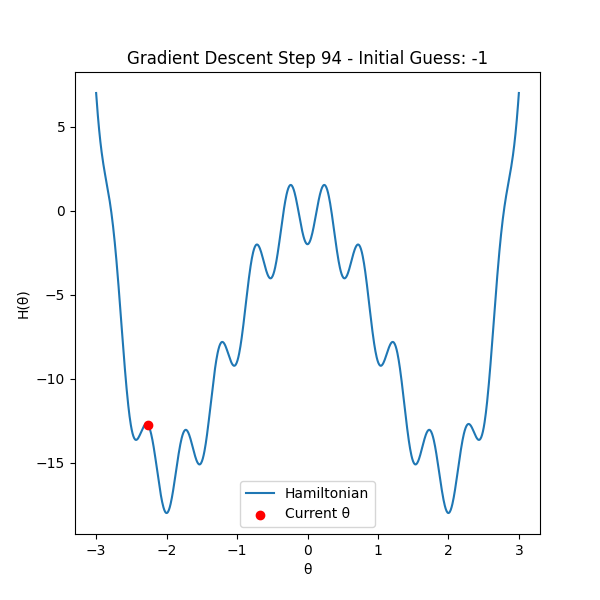 Gradient Descent Step 94 - Initial Guess: -1
H(θ)
5
0
−5
−10
−15
Hamiltonian
Current θ
−3
−2
−1
0
1
2
3
θ